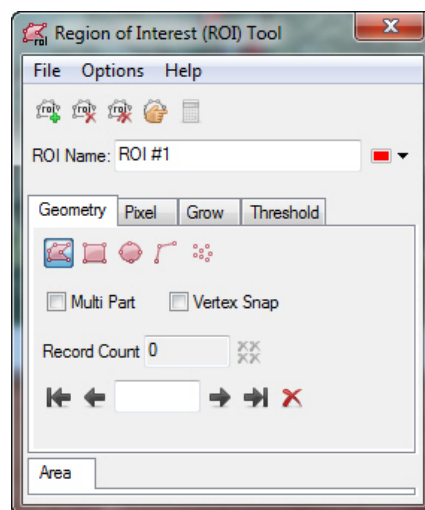 Region of Interest (ROI) Tool
File Options Help
ROI Name: ROI #1
Geometry Pixel Grow Threshold
Multi Part Vertex Snap
Record Count 0
Area